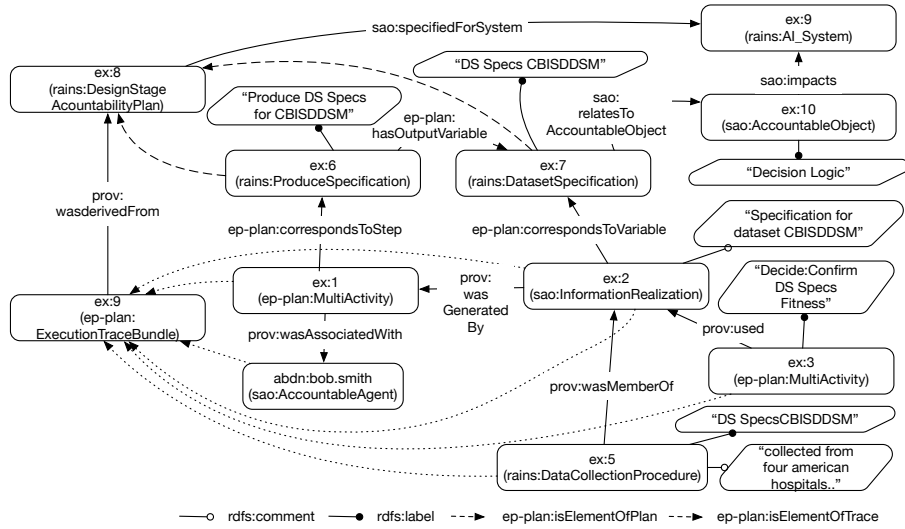 sao:specifiedForSystem
ex:9
(rains:AI_System)
ex:8
(rains:DesignStage
AcountabilityPlan)
“DS Specs CBISDDSM”
sao:impacts
“Produce DS Specs
for CBISDDSM”
ep-plan:
hasOutputVariable
sao:
relatesTo
AccountableObject
ex:10
(sao:AccountableObject)
ex:6
(rains:ProduceSpecification)
ex:7
(rains:DatasetSpecification)
“Decision Logic”
prov:
wasderivedFrom
ep-plan:correspondsToStep
ep-plan:correspondsToVariable
“Specification for
dataset CBISDDSM”
ex:1
(ep-plan:MultiActivity)
prov:
was
Generated
By
ex:2
(sao:InformationRealization)
“Decide:Confirm
DS Specs
Fitness”
ex:9
(ep-plan:
ExecutionTraceBundle)
prov:wasAssociatedWith
prov:used
ex:3
(ep-plan:MultiActivity)
abdn:bob.smith
(sao:AccountableAgent)
prov:wasMemberOf
“DS SpecsCBISDDSM”
ex:5
(rains:DataCollectionProcedure)
“collected from
four american
hospitals..”
rdfs:comment
rdfs:label
ep-plan:isElementOfPlan
ep-plan:isElementOfTrace